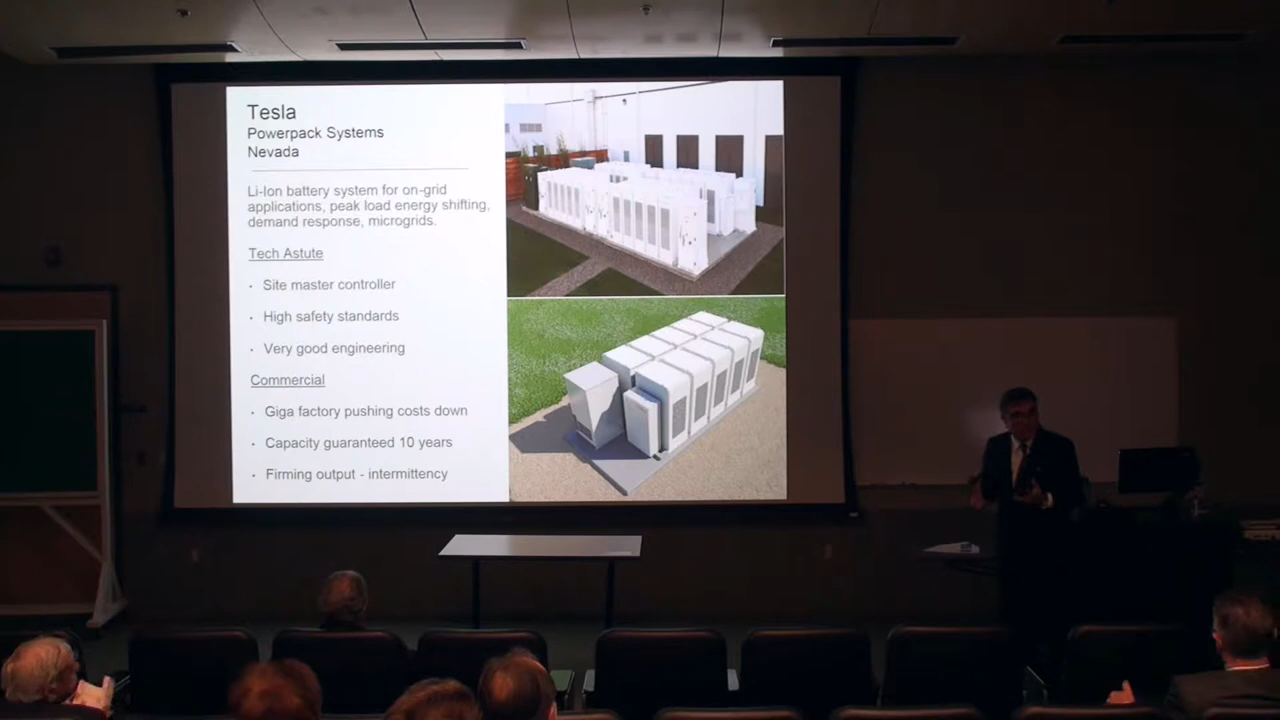 Tesla
Powerpack Systems
Nevada
Li-Ion battery system for on-grid
applications, peak load energy shifting,
demand response, microgrids.
Tech Astute
· Site master controller
· High safety standards
· Very good engineering
Commercial
· Giga factory pushing costs down
· Capacity guaranteed 10 years
· Firming output - intermittency